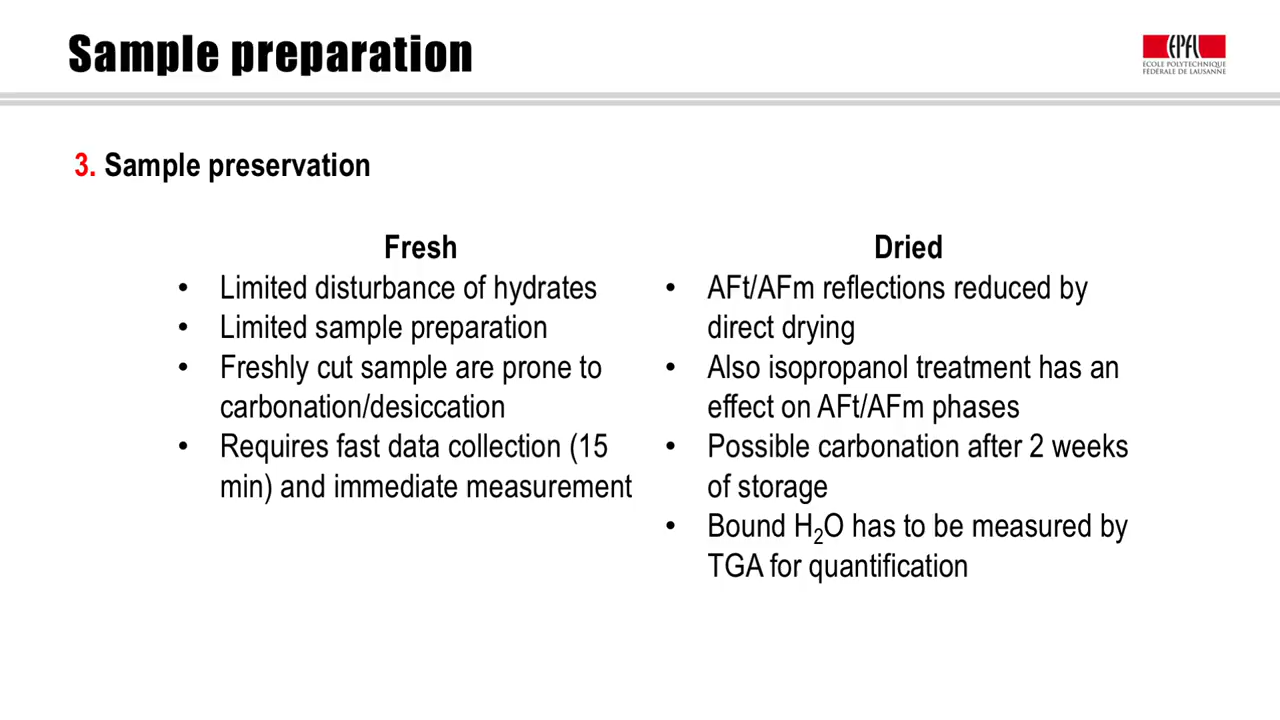 Sample preparation
EPFL
ÉCOLE POLYTECHNIQUE
FÉDÉRALE DE LAUSANNE
3. Sample preservation
Fresh
• Limited disturbance of hydrates
• Limited sample preparation
• Freshly cut sample are prone to
carbonation/desiccation
• Requires fast data collection (15
min) and immediate measurement
Dried
• AFt/AFm reflections reduced by
direct drying
• Also isopropanol treatment has an
effect on AFt/AFm phases
• Possible carbonation after 2 weeks
of storage
• Bound H₂O has to be measured by
TGA for quantification